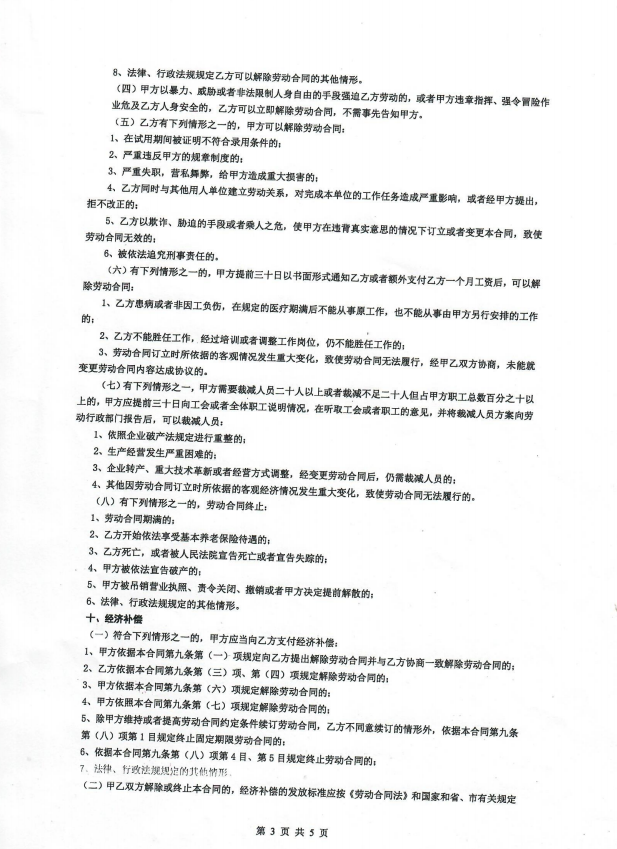 8、法律、行政法规规定乙方可以解除劳动合同的其他情形。
（四）甲方以暴力、威胁或者非法限制人身自由的手段强迫乙方劳动的，或者甲方违章指挥、强令冒险作
业危及乙方人身安全的，乙方可以立即解除劳动合同，不需事先告知甲方。
（五）乙方有下列情形之一的，甲方可以解除劳动合同：
1、在试用期间被证明不符合录用条件的；
2、严重违反甲方的规章制度的；
3、严重失职，营私舞弊，给甲方造成重大损害的；
4、乙方同时与其他用人单位建立劳动关系，对完成本单位的工作任务造成严重影响，或者经甲方提出，
拒不改正的；
5、乙方以欺诈、胁迫的手段或者乘人之危，使甲方在违背真实意思的情况下订立或者变更本合同，致使
劳动合同无效的；
6、被依法追究刑事责任的。
（六）有下列情形之一的，甲方提前三十日以书面形式通知乙方或者额外支付乙方一个月工资后，可以解
除劳动合同：
1、乙方患病或者非因工负伤，在规定的医疗期满后不能从事原工作，也不能从事由甲方另行安排的工作
的；
2、乙方不能胜任工作，经过培训或者调整工作岗位，仍不能胜任工作的；
3、劳动合同订立时所依据的客观情况发生重大变化，致使劳动合同无法履行，经甲乙双方协商，未能就
变更劳动合同内容达成协议的。
（七）有下列情形之一，甲方需要裁减人员二十人以上或者裁减不足二十人但占甲方职工总数百分之十以
上的，甲方应提前三十日向工会或者全体职工说明情况，在听取工会或者职工的意见，并将裁减人员方案向劳
动行政部门报告后，可以裁减人员：
1、依照企业破产法规定进行重整的；
2、生产经营发生严重困难的；
3、企业转产、重大技术革新或者经营方式调整，经变更劳动合同后，仍需裁减人员的；
4、其他因劳动合同订立时所依据的客观经济情况发生重大变化，致使劳动合同无法履行的。
（八）有下列情形之一的，劳动合同终止：
1、劳动合同期满的；
2、乙方开始依法享受基本养老保险待遇的；
3、乙方死亡，或者被人民法院宣告死亡或者宣告失踪的；
4、甲方被依法宣告破产的；
5、甲方被吊销营业执照、责令关闭、撤销或者甲方决定提前解散的；
6、法律、行政法规规定的其他情形。
十、经济补偿
（一）符合下列情形之一的，甲方应当向乙方支付经济补偿：
1、甲方依据本合同第九条第（一）项规定向乙方提出解除劳动合同并与乙方协商一致解除劳动合同的；
2、乙方依据本合同第九条第（三）项、第（四）项规定解除劳动合同的；
3、甲方依据本合同第九条第（六）项规定解除劳动合同的；
4、甲方依照本合同第九条第（七）项规定解除劳动合同的；
5、除甲方维持或者提高劳动合同约定条件续订劳动合同，乙方不同意续订的情形外，依据本合同第九条
第（八）项第1目规定终止固定期限劳动合同的；
6、依据本合同第九条第（八）项第4目、第5目规定终止劳动合同的；
7、法律、行政法规规定的其他情形。
（二）甲乙双方解除或终止本合同的，经济补偿的发放标准应按《劳动合同法》和国家和省、市有关规定
第 3 页 共 5 页